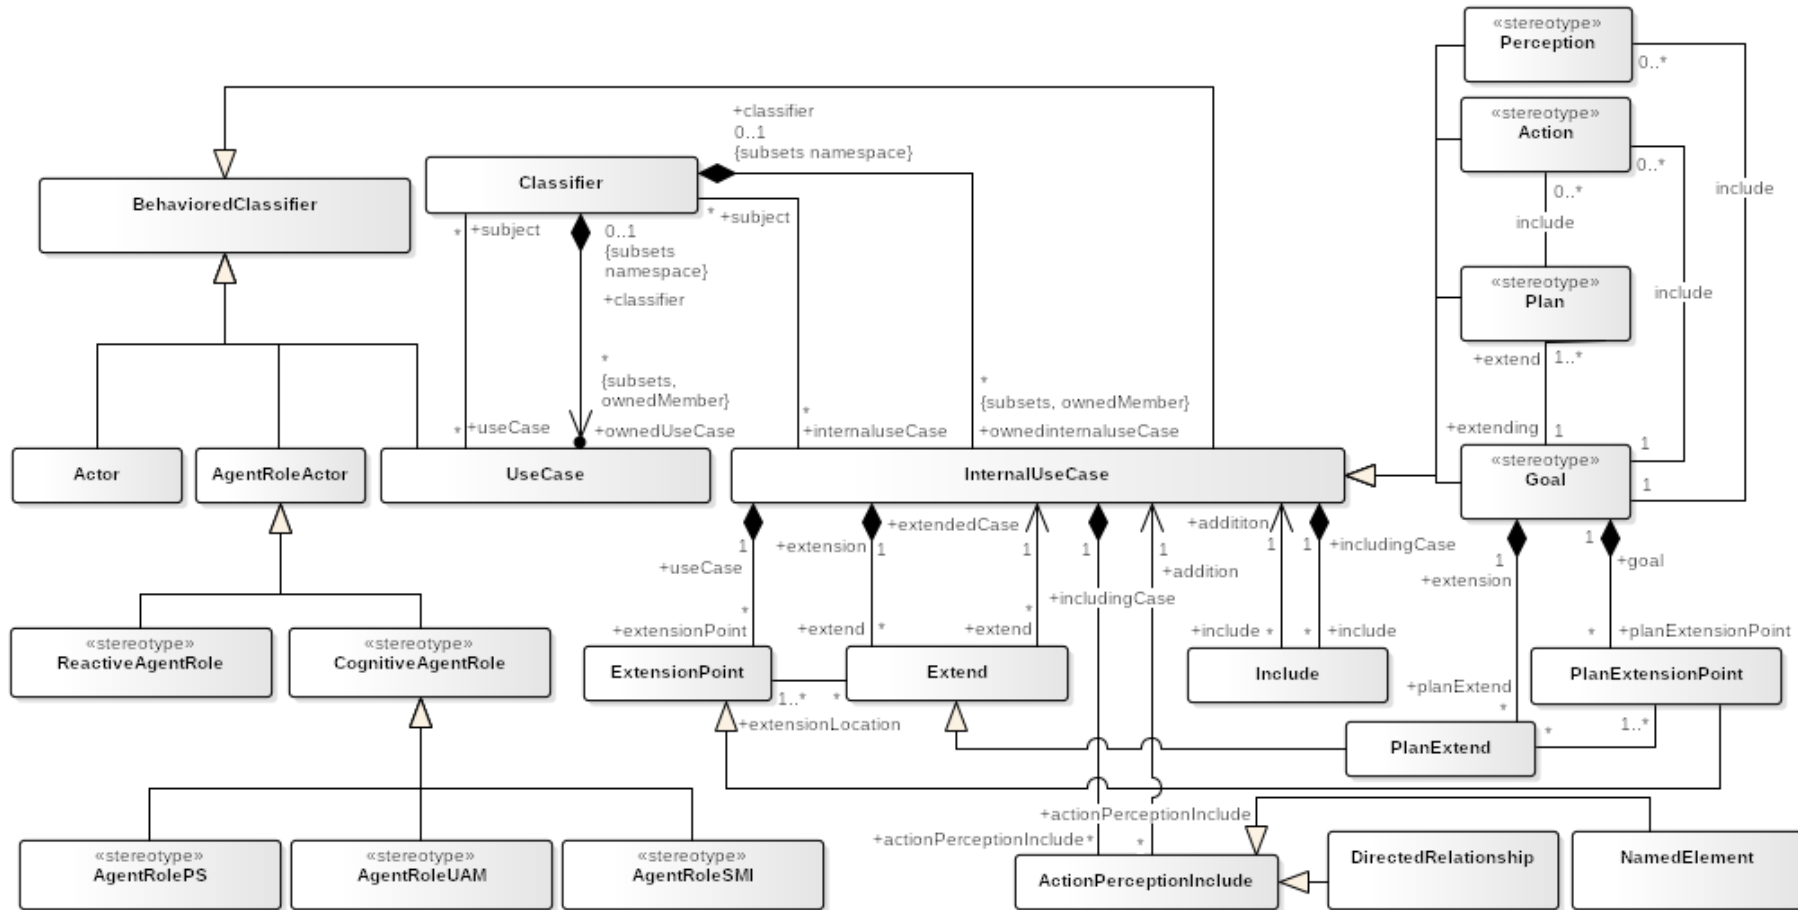 «stereotype»
Perception
0..*
«stereotype»
Action
0..*
include
0..*
include
include
«stereotype»
Plan
+extend
1..*
+extending
1
1
«stereotype»
Goal
1
+classifier
0..1
{subsets namespace}
Classifier
BehavioredClassifier
*
+subject
*
+subject
0..1
{subsets
namespace}
+classifier
*
{subsets,
ownedMember}
*
{subsets, ownedMember}
*
*
+useCase
+ownedUseCase
+internaluseCase
+ownedinternaluseCase
Actor
AgentRoleActor
UseCase
InternalUseCase
1
+useCase
*
+extensionPoint
+extension
1
+extend
*
+extendedCase
1
*
+extend
1
+includingCase
1
+addition
+addititon
1
+include
*
1
+includingCase
*
+include
1
+extension
+planExtend
*
1
+goal
*
+planExtensionPoint
«stereotype»
ReactiveAgentRole
«stereotype»
CognitiveAgentRole
ExtensionPoint
1..*
*
+extensionLocation
Extend
Include
PlanExtensionPoint
PlanExtend
*
1..*
+actionPerceptionInclude
+actionPerceptionInclude
*
*
«stereotype»
AgentRolePS
«stereotype»
AgentRoleUAM
«stereotype»
AgentRoleSMI
ActionPerceptionInclude
DirectedRelationship
NamedElement